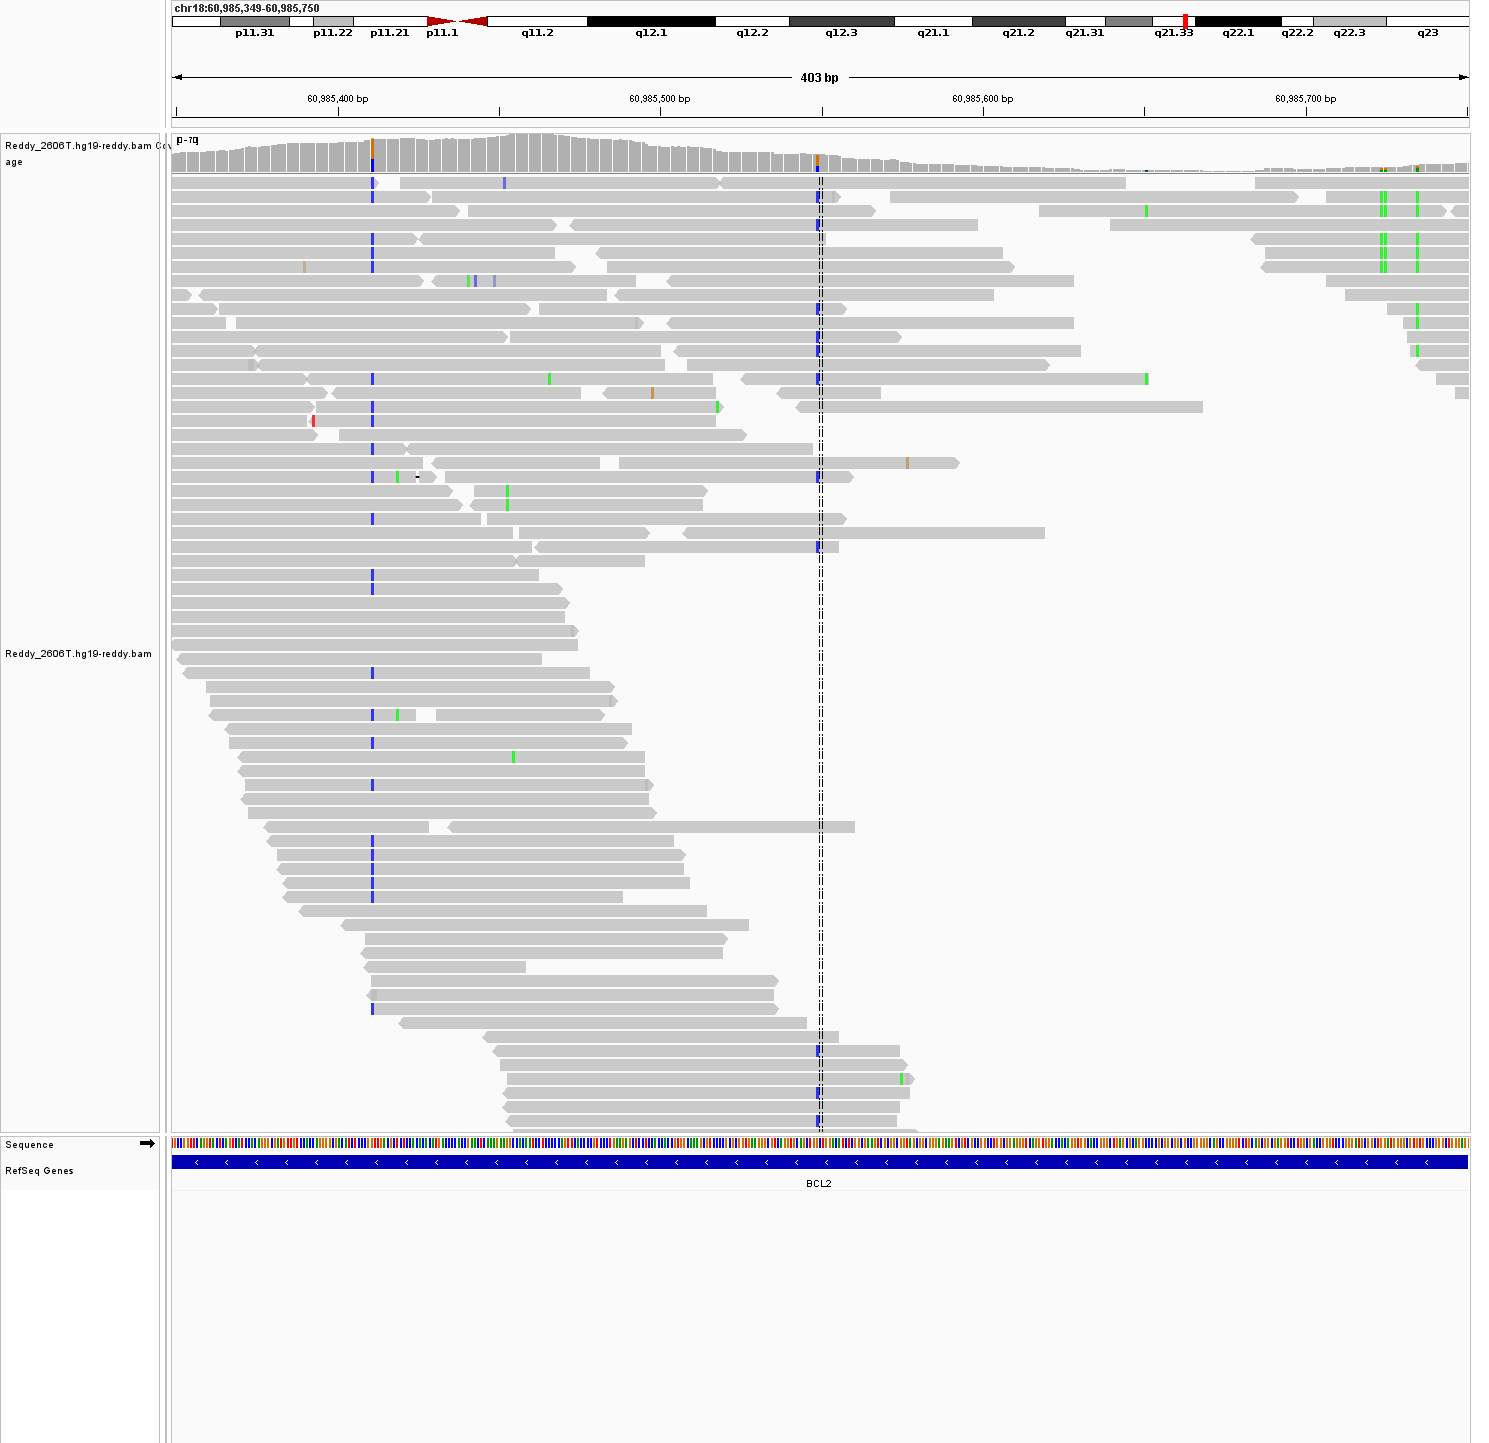 chr18:60,985,349-60,985,750
p11.31 p11.22 p11.21 p11.1 q11.2 q12.1 q12.2 q12.3 q21.1 q21.2 q21.31 q21.33 q22.1 q22.2 q22.3 q23
403 bp
60,985,400 bp 60,985,500 bp 60,985,600 bp 60,985,700 bp
Reddy_2606T.hg19-reddy.bam Cov
age
Reddy_2606T.hg19-reddy.bam
Sequence
RefSeq Genes
BCL2